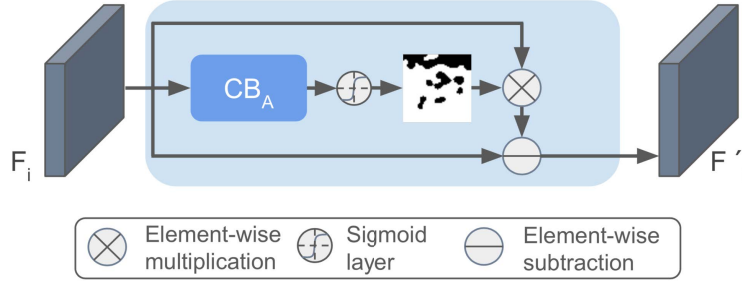 CB_A
F_i
F´
Element-wise
multiplication
Sigmoid
layer
Element-wise
subtraction